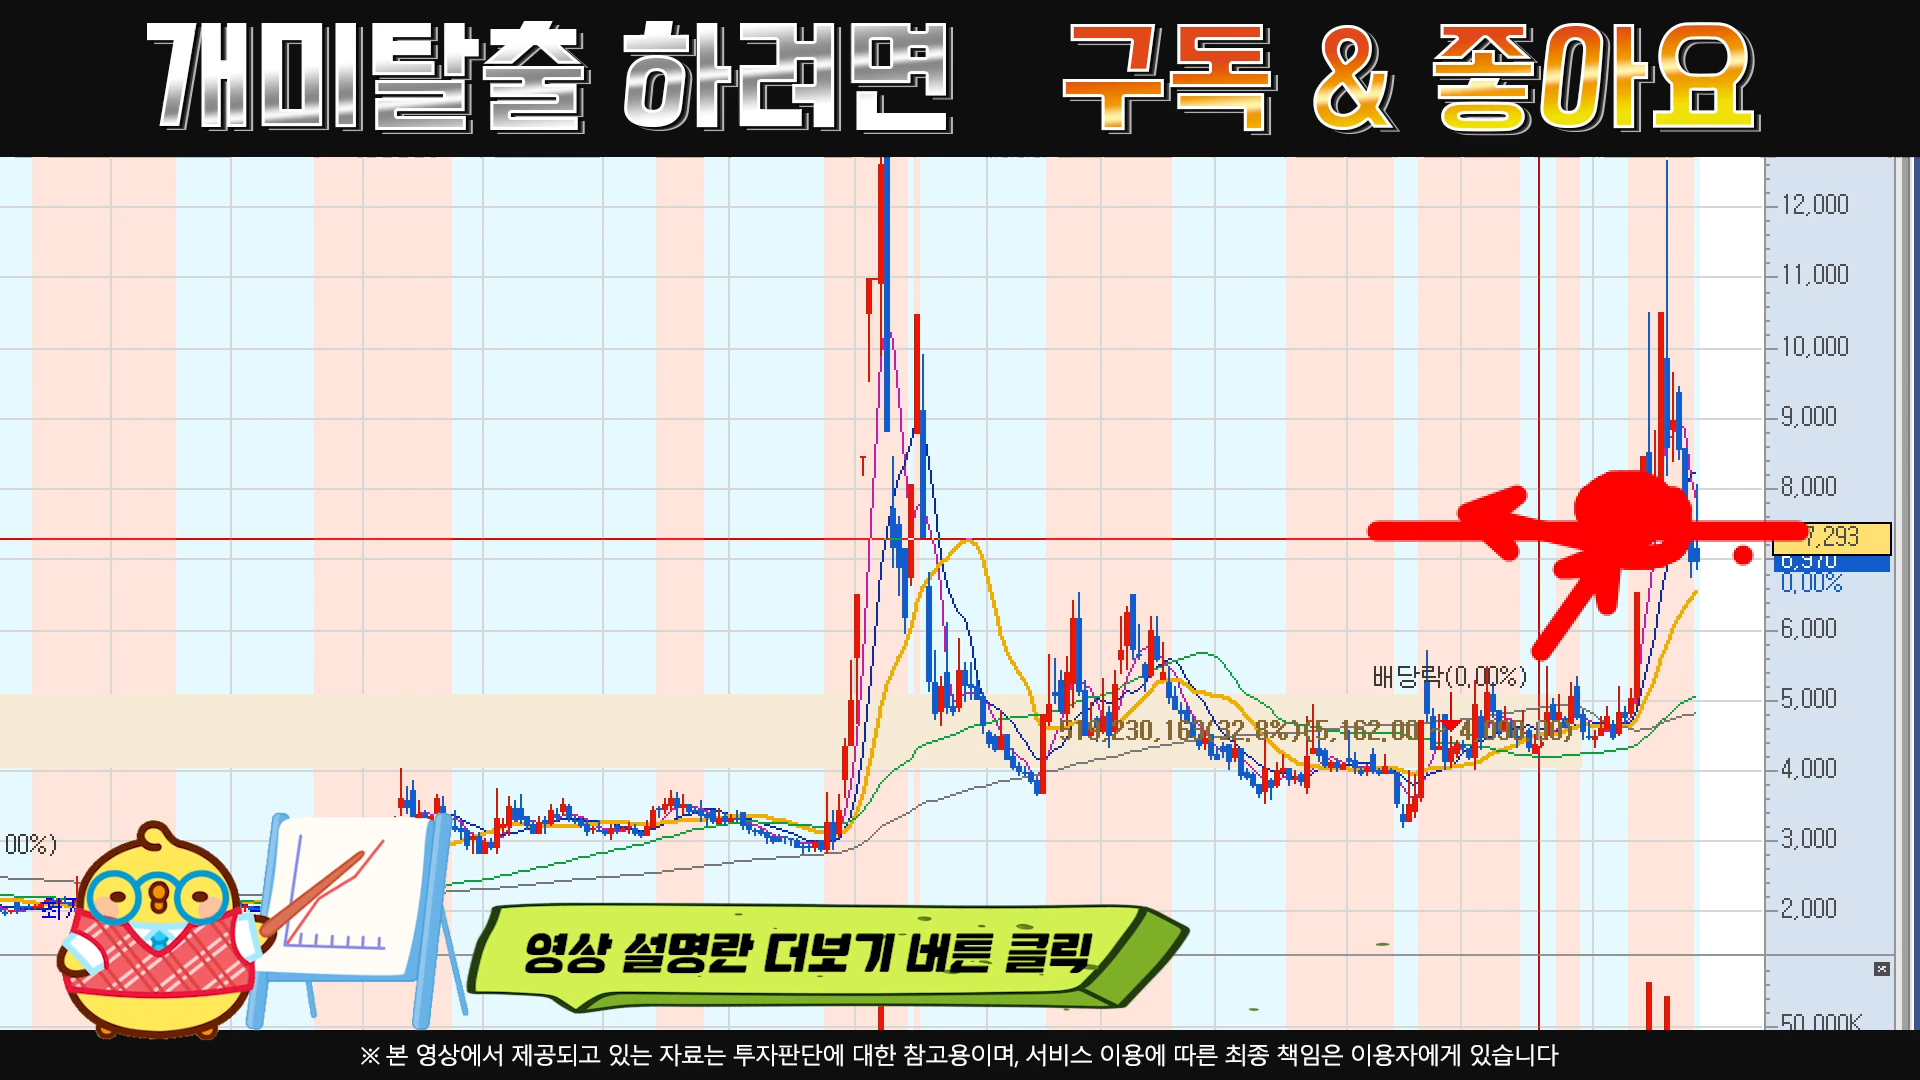 개미탈출 하려면 구독 & 좋아요
12,000
11,000
10,000
9,000
8,000
7,293
6,970
0.00%
6,000
배당락(0.00%)
5,000
4,000
3,000
00%)
2,000
영상 설명란 더보기 버튼 클릭
50,000K
※ 본 영상에서 제공되고 있는 자료는 투자판단에 대한 참고용이며, 서비스 이용에 따른 최종 책임은 이용자에게 있습니다